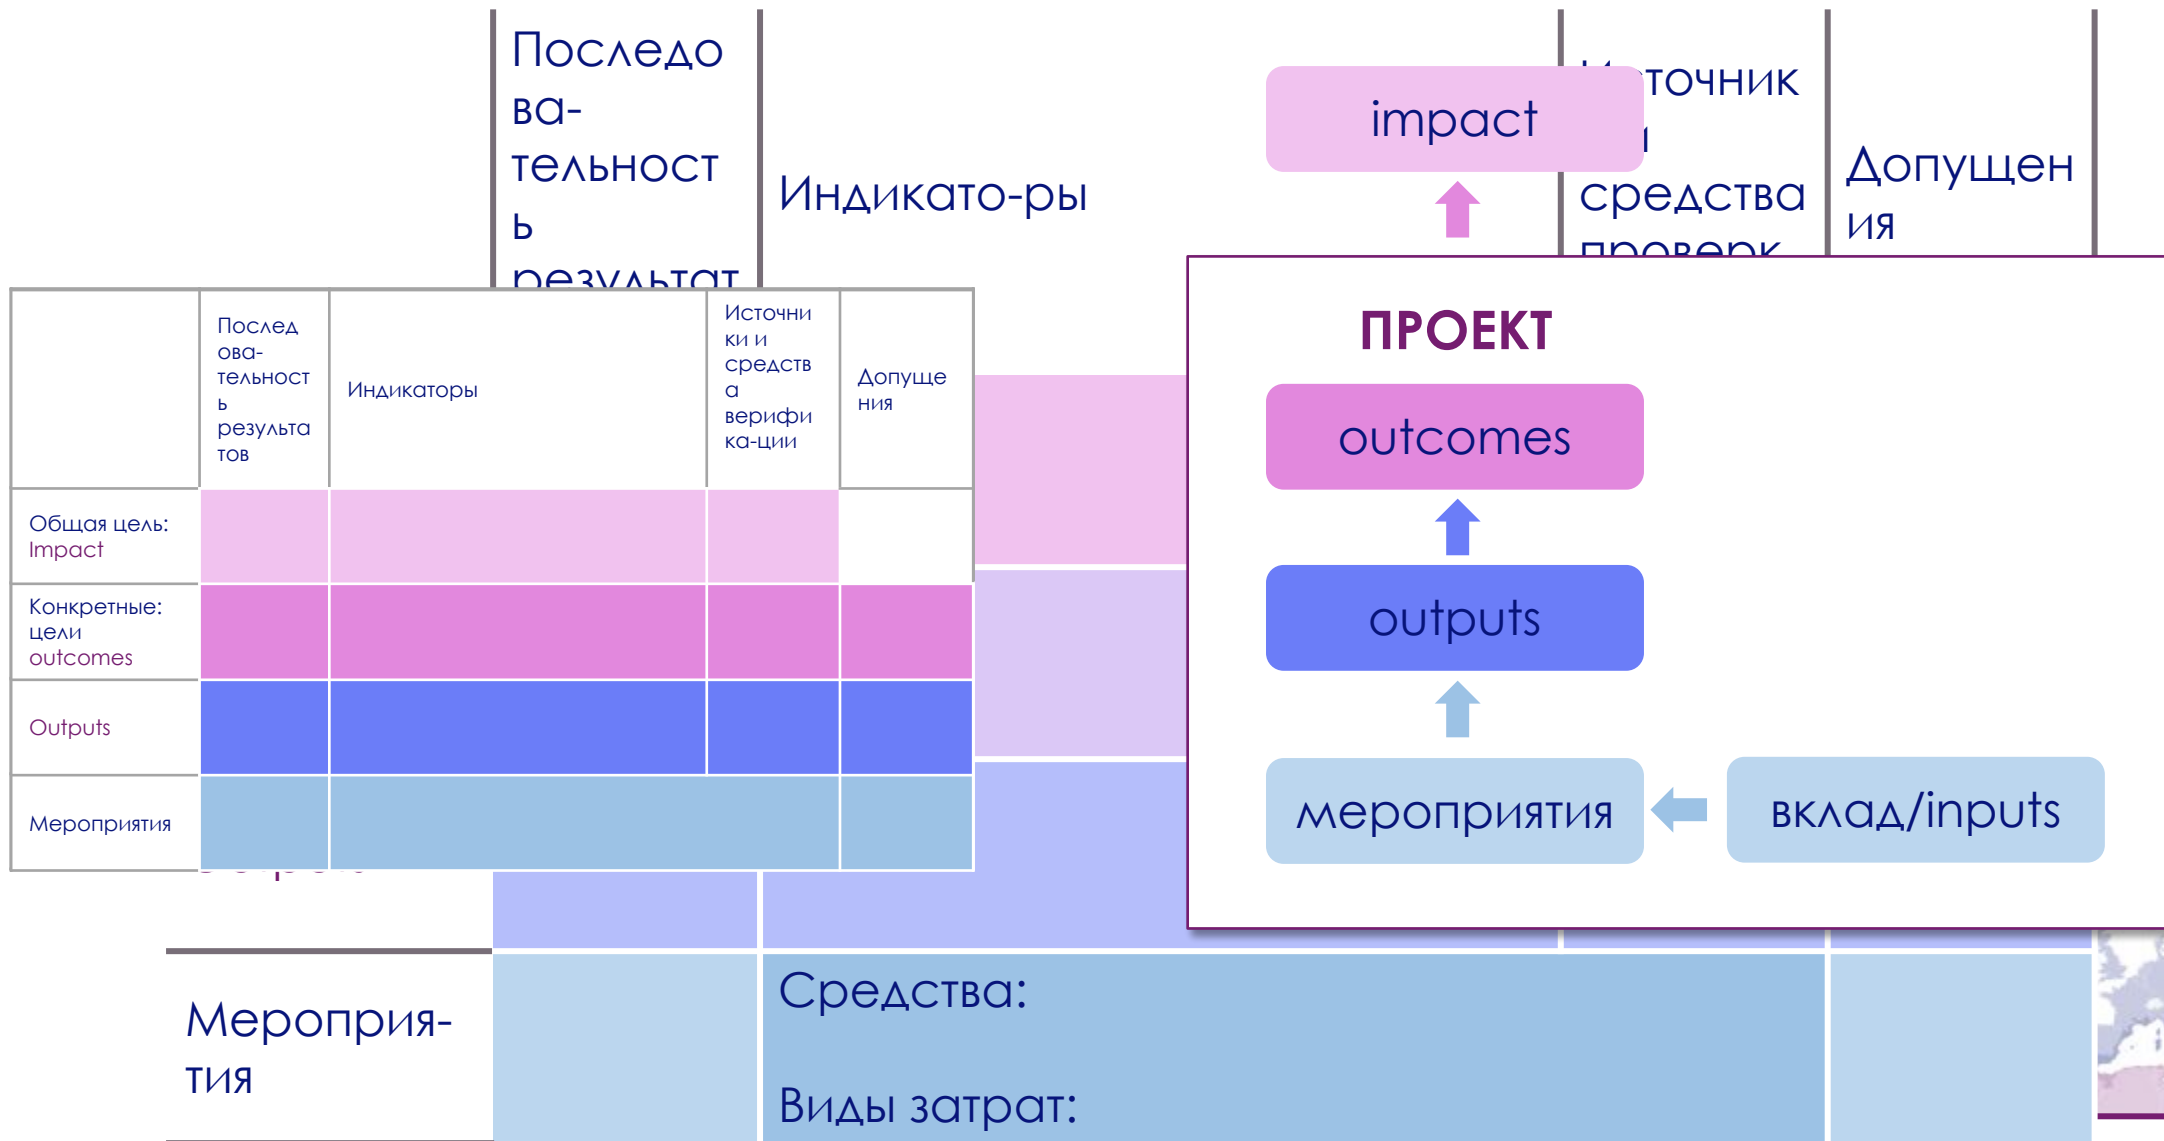 Последо
ва-
тельност
ь
результат
Индикато-ры
impact
точник
средства
проверк
Допущен
ия
Послед
ова-
тельност
ь
результа
тов
Индикаторы
Источни
ки и
средств
а
верифи
ка-ции
Допуще
ния
Общая цель:
Impact
Конкретные:
цели
outcomes
Outputs
Мероприятия
ПРОЕКТ
outcomes
outputs
мероприятия
вклад/inputs
Мероприя-
тия
Средства:
Виды затрат: